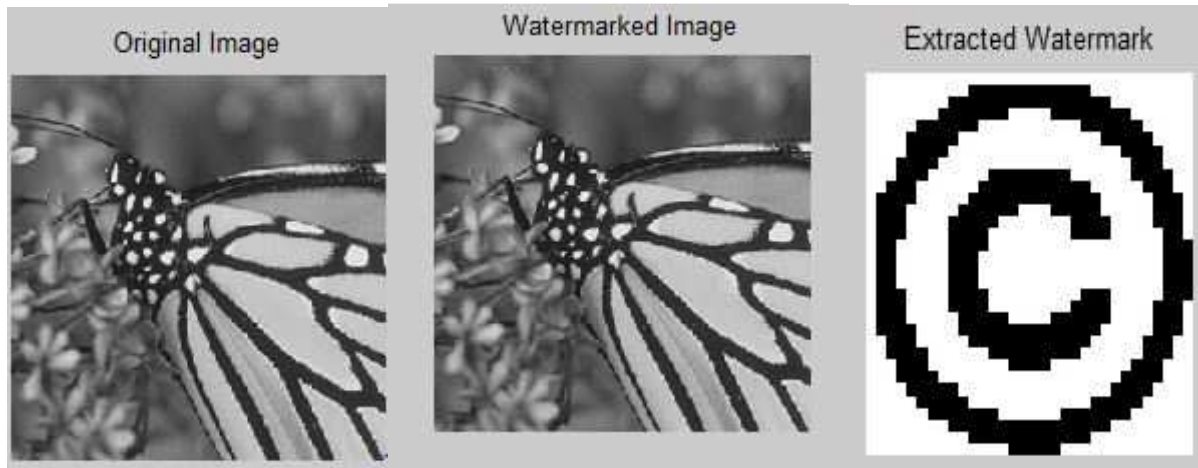 Original Image
Watermarked Image
Extracted Watermark
©